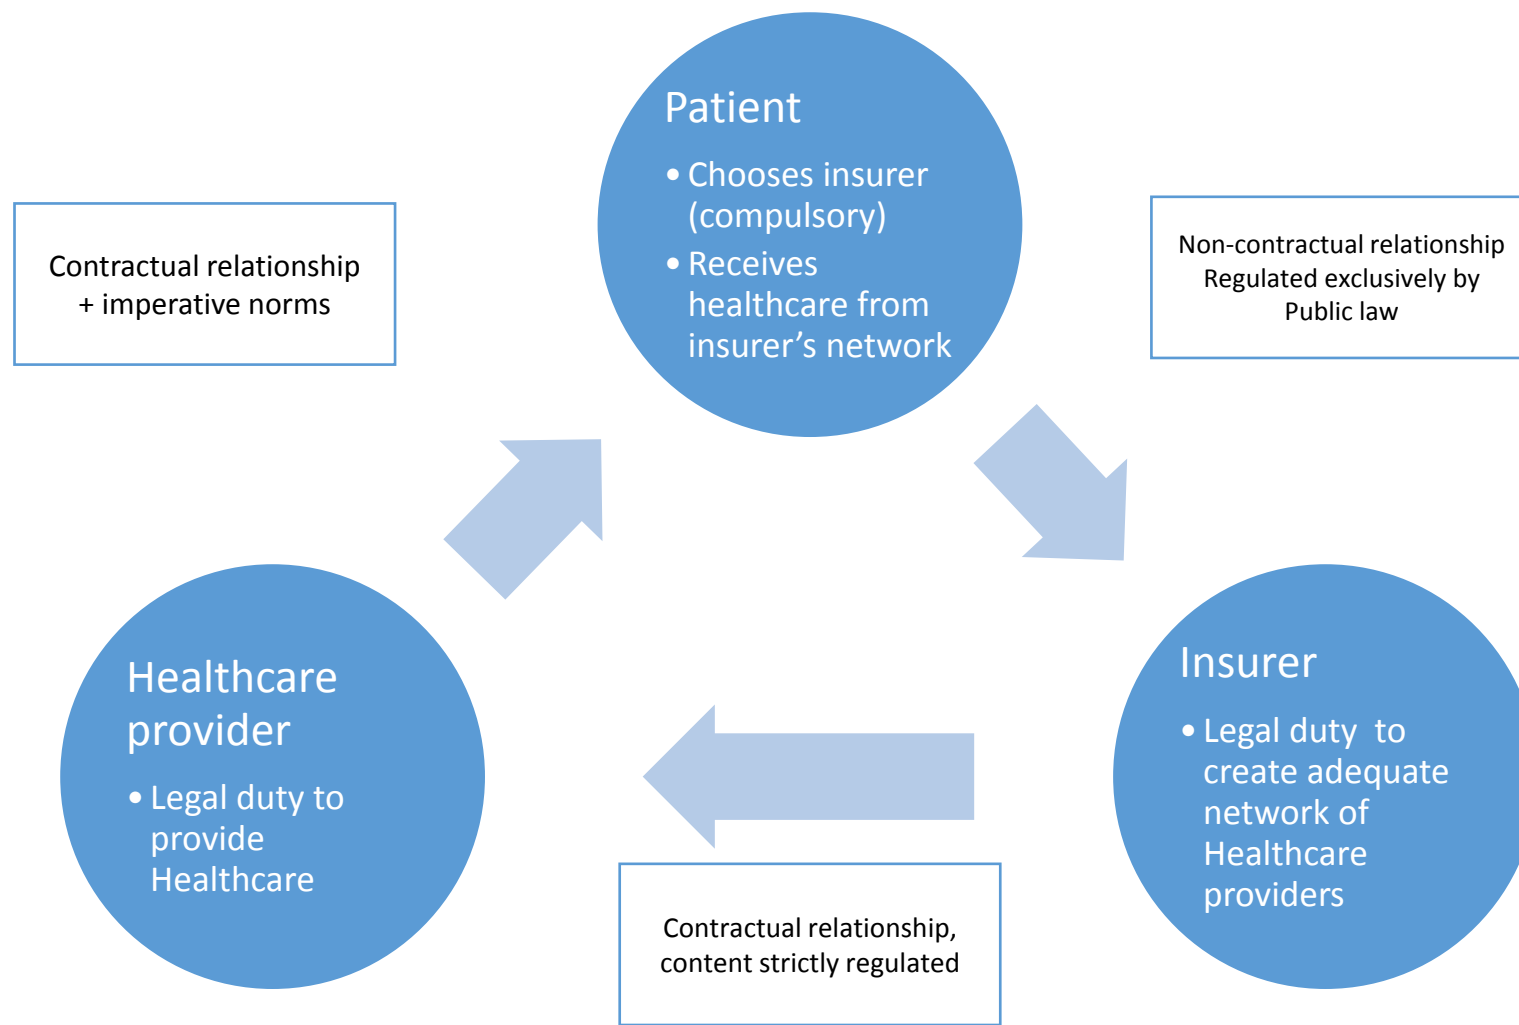 Patient
• Chooses insurer
(compulsory)
• Receives
healthcare from
insurer’s network
Contractual relationship
+ imperative norms
Non-contractual relationship
Regulated exclusively by
Public law
Healthcare
provider
• Legal duty to
provide
Healthcare
Insurer
• Legal duty  to
create adequate
network of
Healthcare
providers
Contractual relationship,
content strictly regulated